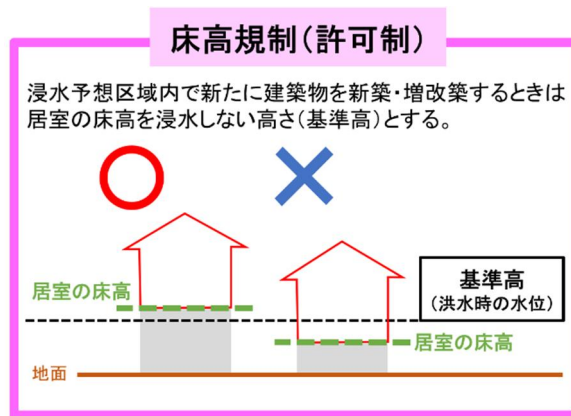 床高規制（許可制）
浸水予想区域内で新たに建築物を新築・増改築するときは
居室の床高を浸水しない高さ（基準高）とする。
居室の床高
基準高
（洪水時の水位）
居室の床高
地面